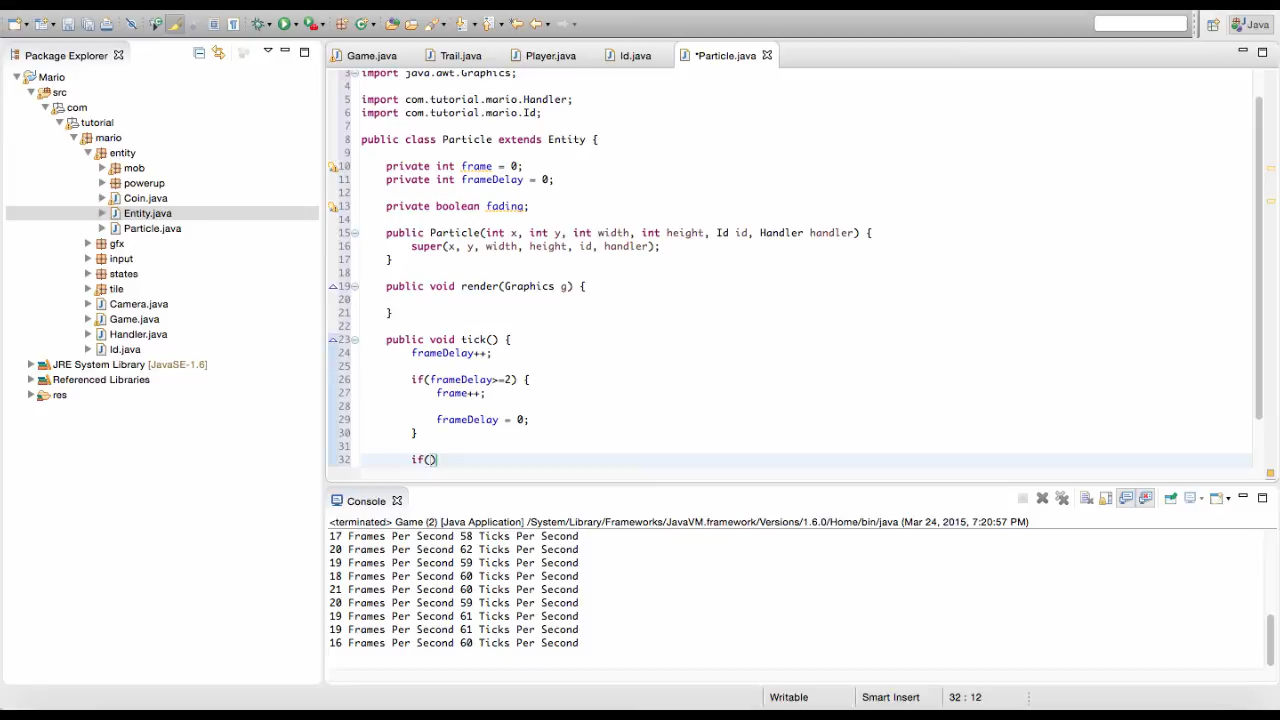 Java
Package Explorer
Mario
src
com
tutorial
mario
entity
mob
powerup
Coin.java
Entity.java
Particle.java
gfx
input
states
tile
Camera.java
Game.java
Handler.java
Id.java
JRE System Library [JavaSE-1.6]
Referenced Libraries
res
Game.java
Trail.java
Player.java
Id.java
*Particle.java
3 import java.awt.Graphics;
4
5 import com.tutorial.mario.Handler;
6 import com.tutorial.mario.Id;
7
8 public class Particle extends Entity {
9
10 private int frame = 0;
11 private int frameDelay = 0;
12
13 private boolean fading;
14
15 public Particle(int x, int y, int width, int height, Id id, Handler handler) {
16 super(x, y, width, height, id, handler);
17 }
18
19 public void render(Graphics g) {
20
21 }
22
23 public void tick() {
24 frameDelay++;
25
26 if(frameDelay>=2) {
27 frame++;
28
29 frameDelay = 0;
30 }
31
32 if()
Console
<terminated> Game (2) [Java Application] /System/Library/Frameworks/JavaVM.framework/Versions/1.6.0/Home/bin/java (Mar 24, 2015, 7:20:57 PM)
17 Frames Per Second 58 Ticks Per Second
20 Frames Per Second 62 Ticks Per Second
19 Frames Per Second 59 Ticks Per Second
18 Frames Per Second 60 Ticks Per Second
21 Frames Per Second 60 Ticks Per Second
20 Frames Per Second 59 Ticks Per Second
19 Frames Per Second 61 Ticks Per Second
19 Frames Per Second 61 Ticks Per Second
16 Frames Per Second 60 Ticks Per Second
Writable
Smart Insert
32 : 12